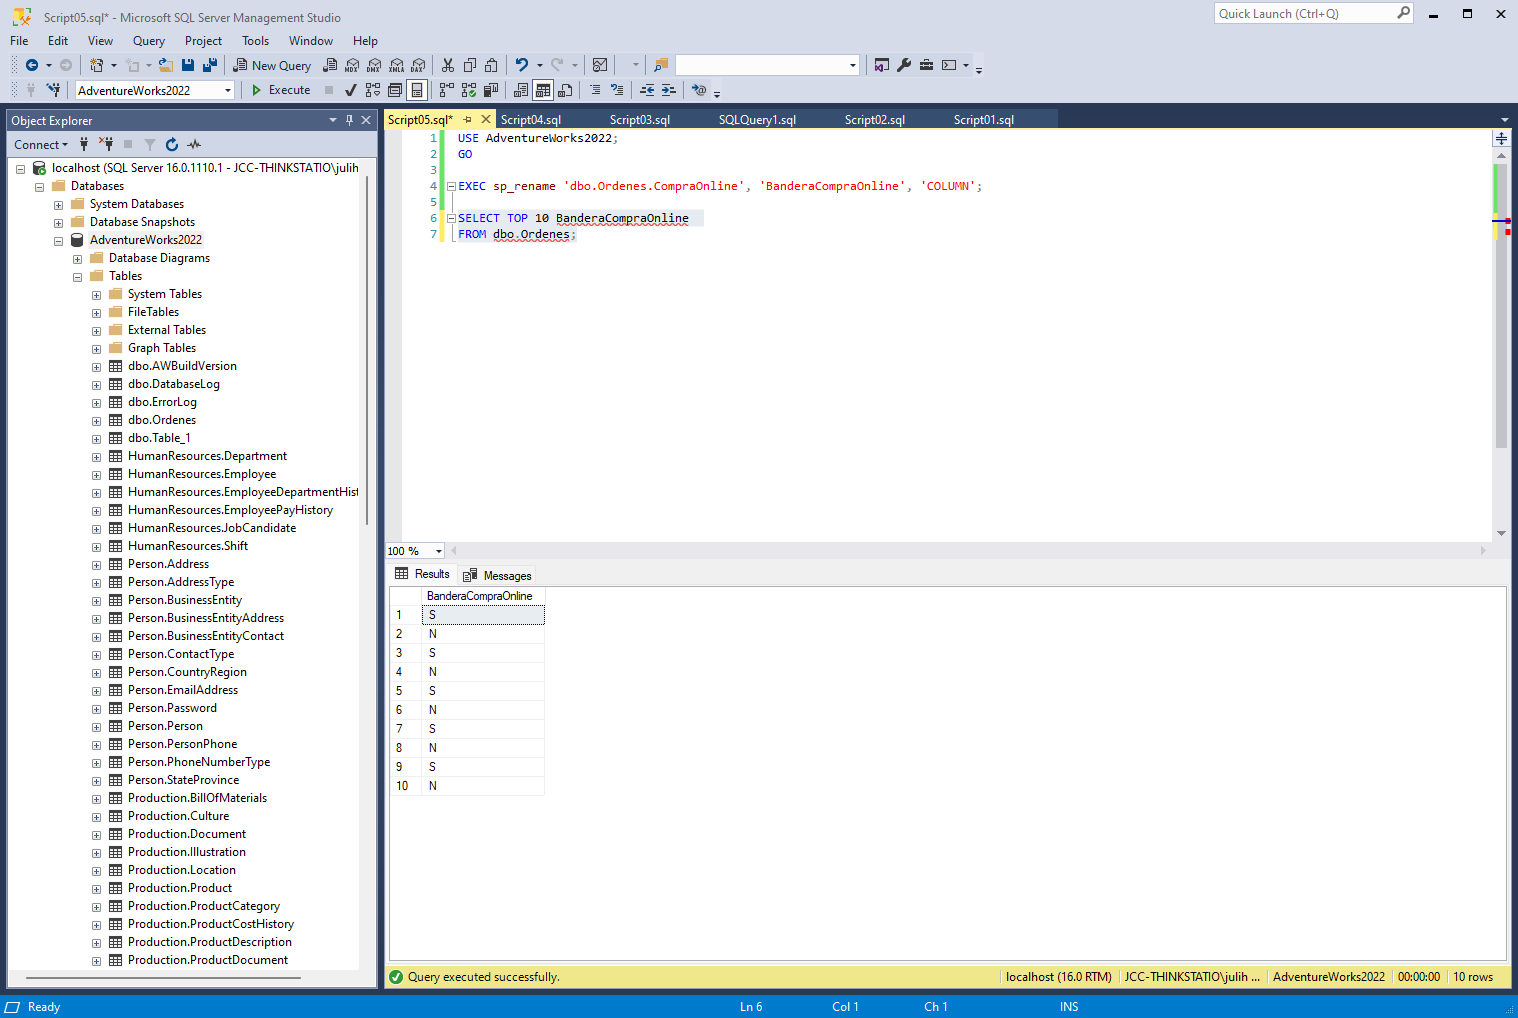 Script05.sql* - Microsoft SQL Server Management Studio
Quick Launch (Ctrl+Q)
File Edit View Query Project Tools Window Help
New Query MDX DMX XMLA DAX
AdventureWorks2022 Execute
Object Explorer
Connect
localhost (SQL Server 16.0.1110.1 - JCC-THINKSTATIO\julih
Databases
System Databases
Database Snapshots
AdventureWorks2022
Database Diagrams
Tables
System Tables
FileTables
External Tables
Graph Tables
dbo.AWBuildVersion
dbo.DatabaseLog
dbo.ErrorLog
dbo.Ordenes
dbo.Table_1
HumanResources.Department
HumanResources.Employee
HumanResources.EmployeeDepartmentHist
HumanResources.EmployeePayHistory
HumanResources.JobCandidate
HumanResources.Shift
Person.Address
Person.AddressType
Person.BusinessEntity
Person.BusinessEntityAddress
Person.BusinessEntityContact
Person.ContactType
Person.CountryRegion
Person.EmailAddress
Person.Password
Person.Person
Person.PersonPhone
Person.PhoneNumberType
Person.StateProvince
Production.BillOfMaterials
Production.Culture
Production.Document
Production.Illustration
Production.Location
Production.Product
Production.ProductCategory
Production.ProductCostHistory
Production.ProductDescription
Production.ProductDocument
Script05.sql* Script04.sql Script03.sql SQLQuery1.sql Script02.sql Script01.sql
1 USE AdventureWorks2022;
2 GO
3
4 EXEC sp_rename 'dbo.Ordenes.CompraOnline', 'BanderaCompraOnline', 'COLUMN';
5
6 SELECT TOP 10 BanderaCompraOnline
7 FROM dbo.Ordenes;
100 %
Results Messages
BanderaCompraOnline
1 S
2 N
3 S
4 N
5 S
6 N
7 S
8 N
9 S
10 N
Query executed successfully. localhost (16.0 RTM) JCC-THINKSTATIO\julih ... AdventureWorks2022 00:00:00 10 rows
Ready Ln 6 Col 1 Ch 1 INS